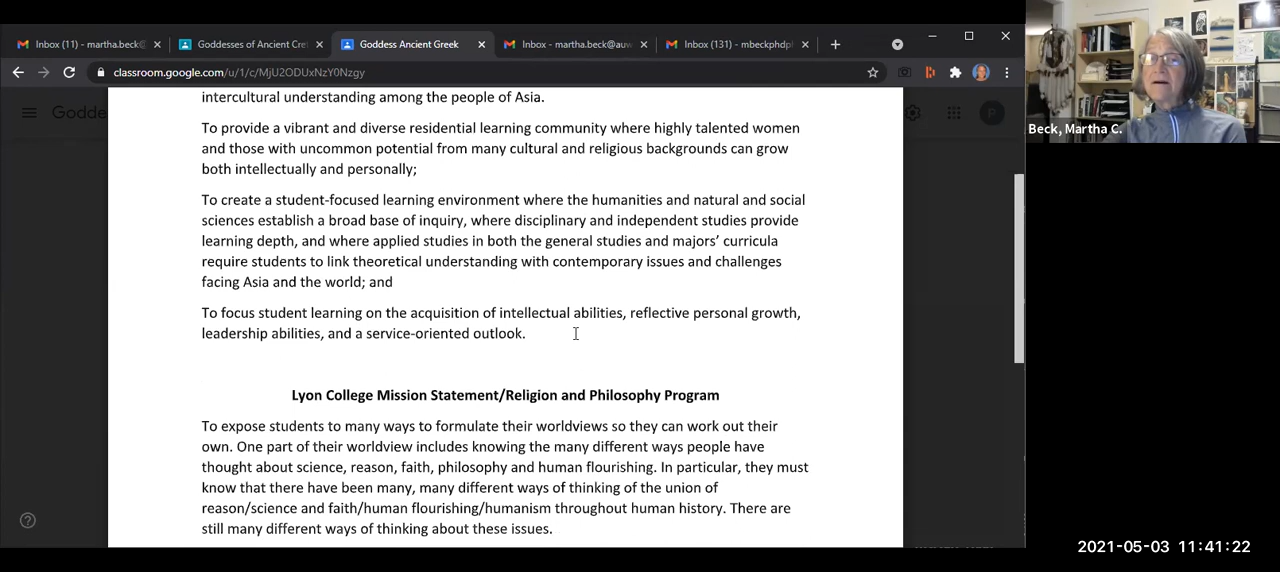 Inbox (11) - martha.beck@
Goddesses of Ancient Cre
Goddess Ancient Greek
Inbox - martha.beck@auw
Inbox (131) - mbeckphdp
classroom.google.com/u/1/c/MjU2ODUxNzY0Nzgy
Godde
intercultural understanding among the people of Asia.
To provide a vibrant and diverse residential learning community where highly talented women
and those with uncommon potential from many cultural and religious backgrounds can grow
both intellectually and personally;
To create a student-focused learning environment where the humanities and natural and social
sciences establish a broad base of inquiry, where disciplinary and independent studies provide
learning depth, and where applied studies in both the general studies and majors’ curricula
require students to link theoretical understanding with contemporary issues and challenges
facing Asia and the world; and
To focus student learning on the acquisition of intellectual abilities, reflective personal growth,
leadership abilities, and a service-oriented outlook.
Lyon College Mission Statement/Religion and Philosophy Program
To expose students to many ways to formulate their worldviews so they can work out their
own. One part of their worldview includes knowing the many different ways people have
thought about science, reason, faith, philosophy and human flourishing. In particular, they must
know that there have been many, many different ways of thinking of the union of
reason/science and faith/human flourishing/humanism throughout human history. There are
still many different ways of thinking about these issues.
Beck, Martha C.
2021-05-03 11:41:22